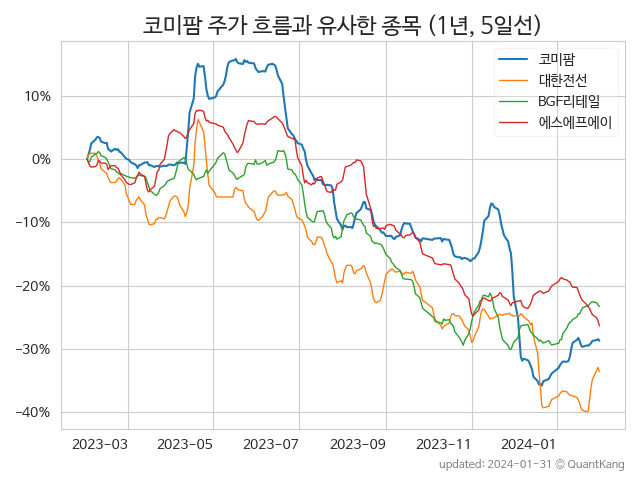 코미팜 주가 흐름과 유사한 종목 (1년, 5일선)
코미팜
대한전선
BGF리테일
에스에프에이
10%
0%
−10%
−20%
−30%
−40%
2023-03
2023-05
2023-07
2023-09
2023-11
2024-01
updated: 2024-01-31 © QuantKang